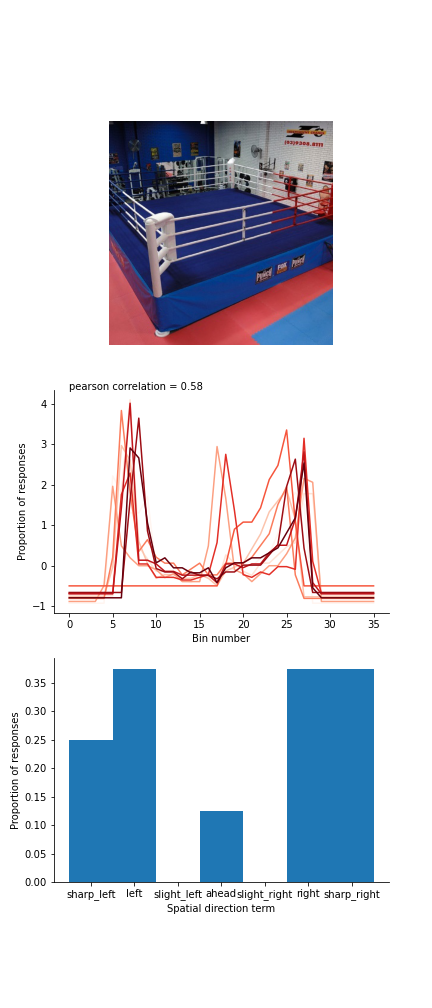 pearson correlation = 0.58
Proportion of responses
4
3
2
1
0
−1
0 5 10 15 20 25 30 35
Bin number
Proportion of responses
0.35
0.30
0.25
0.20
0.15
0.10
0.05
0.00
sharp_left left slight_left ahead slight_right right sharp_right
Spatial direction term